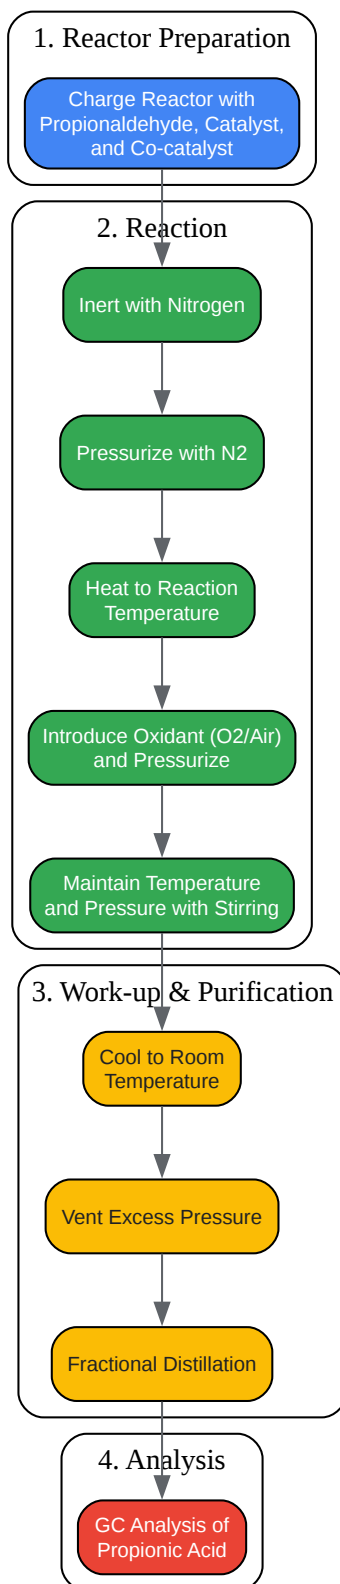 1. Reactor Preparation
Charge Reactor with
Propionaldehyde, Catalyst,
and Co-catalyst
2. Reaction
Inert with Nitrogen
Pressurize with N2
Heat to Reaction
Temperature
Introduce Oxidant (O2/Air)
and Pressurize
Maintain Temperature
and Pressure with Stirring
3. Work-up & Purification
Cool to Room
Temperature
Vent Excess Pressure
Fractional Distillation
4. Analysis
GC Analysis of
Propionic Acid